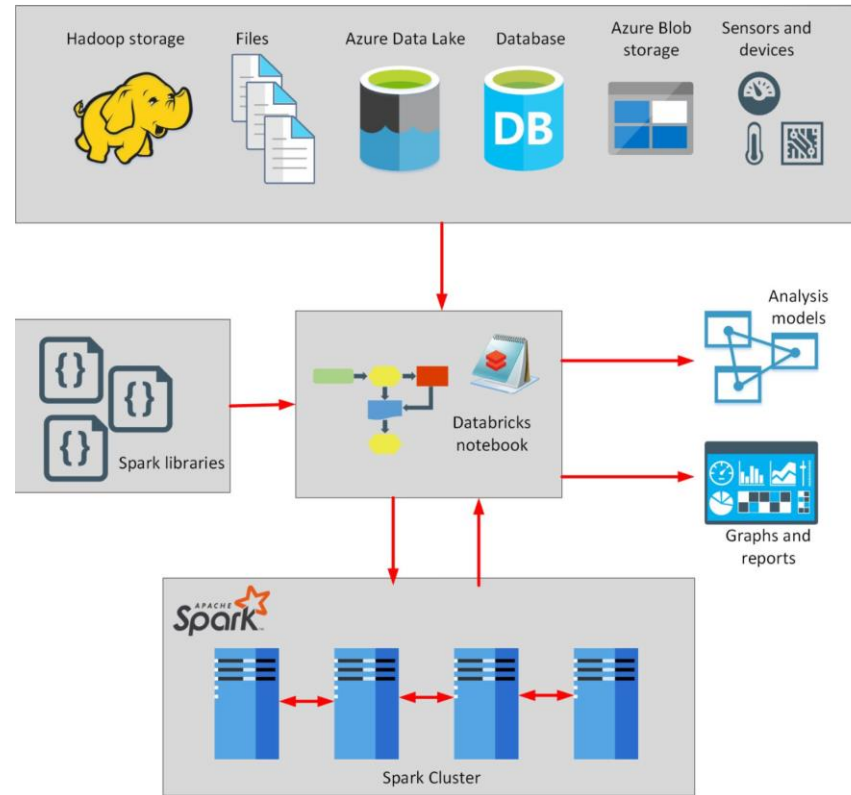 Hadoop storage
Files
Azure Data Lake
Database
Azure Blob
storage
Sensors and
devices
DB
Spark libraries
Databricks
notebook
Analysis
models
Graphs and
reports
APACHE
Spark
Spark Cluster